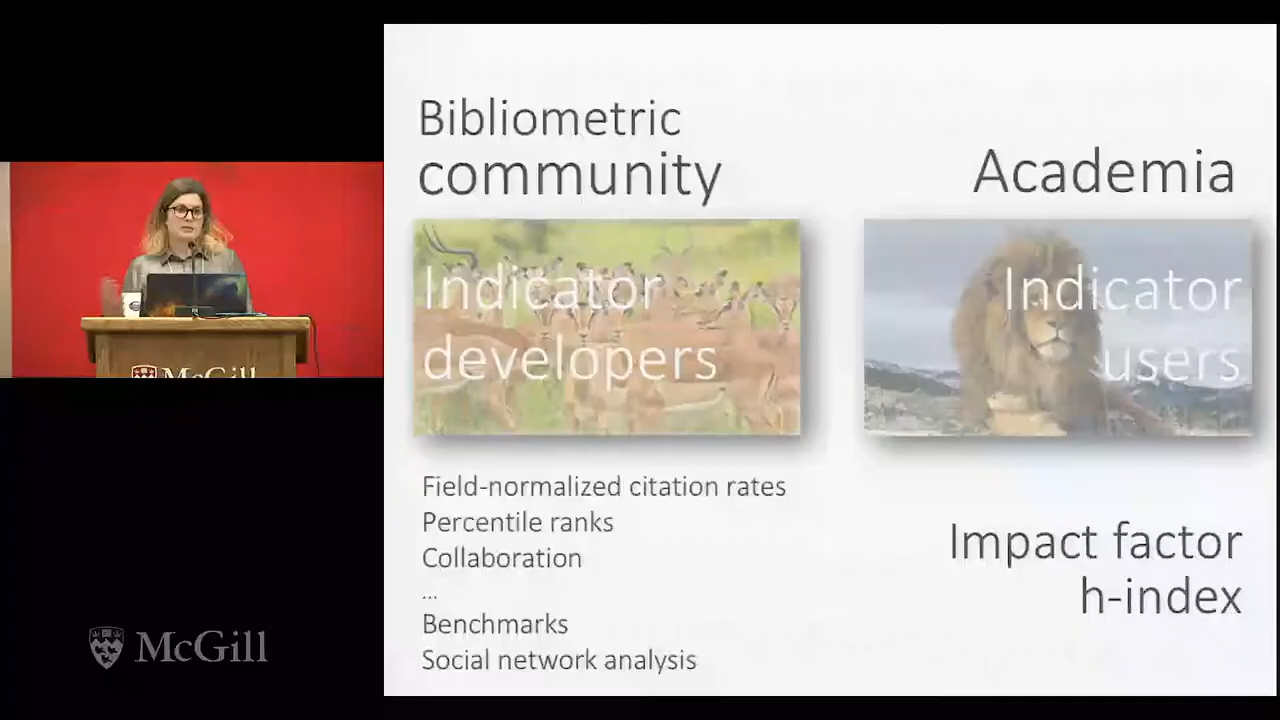 Bibliometric
community
Academia
Indicator
developers
Indicator
users
Field-normalized citation rates
Percentile ranks
Collaboration
...
Benchmarks
Social network analysis
Impact factor
h-index
McGill
McGill